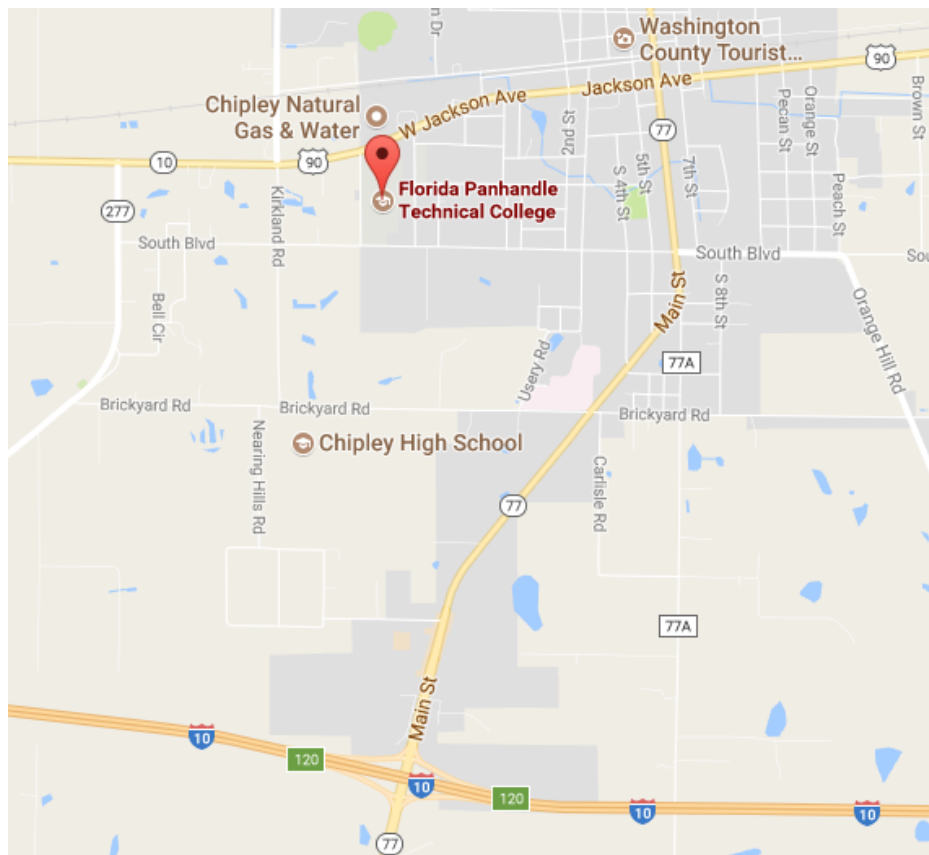 n Dr
Washington
County Tourist...
90
Chipley Natural
Gas & Water
W Jackson Ave
Jackson Ave
2nd St
77
Pecan St
Orange St
Brown St
10
90
277
Kirkland Rd
Florida Panhandle
Technical College
S 4th St
5th St
7th St
Peach St
South Blvd
South Blvd
Sou
Bell Cir
Main St
S 8th St
Orange Hill Rd
Usery Rd
77A
Brickyard Rd
Brickyard Rd
Brickyard Rd
Nearing Hills Rd
Chipley High School
Carlisle Rd
77
77A
Main St
10
120
10
120
10
10
77